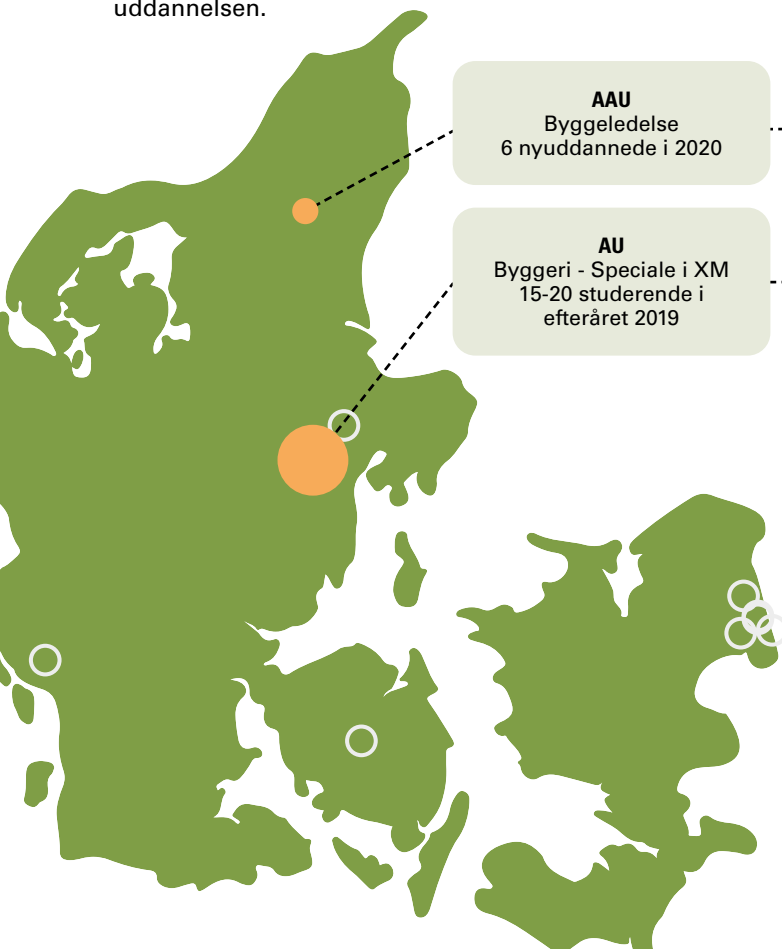 uddannelsen.
AAU
Byggeledelse
6 nyuddannede i 2020
AU
Byggeri - Speciale i XM
15-20 studerende i
efteråret 2019